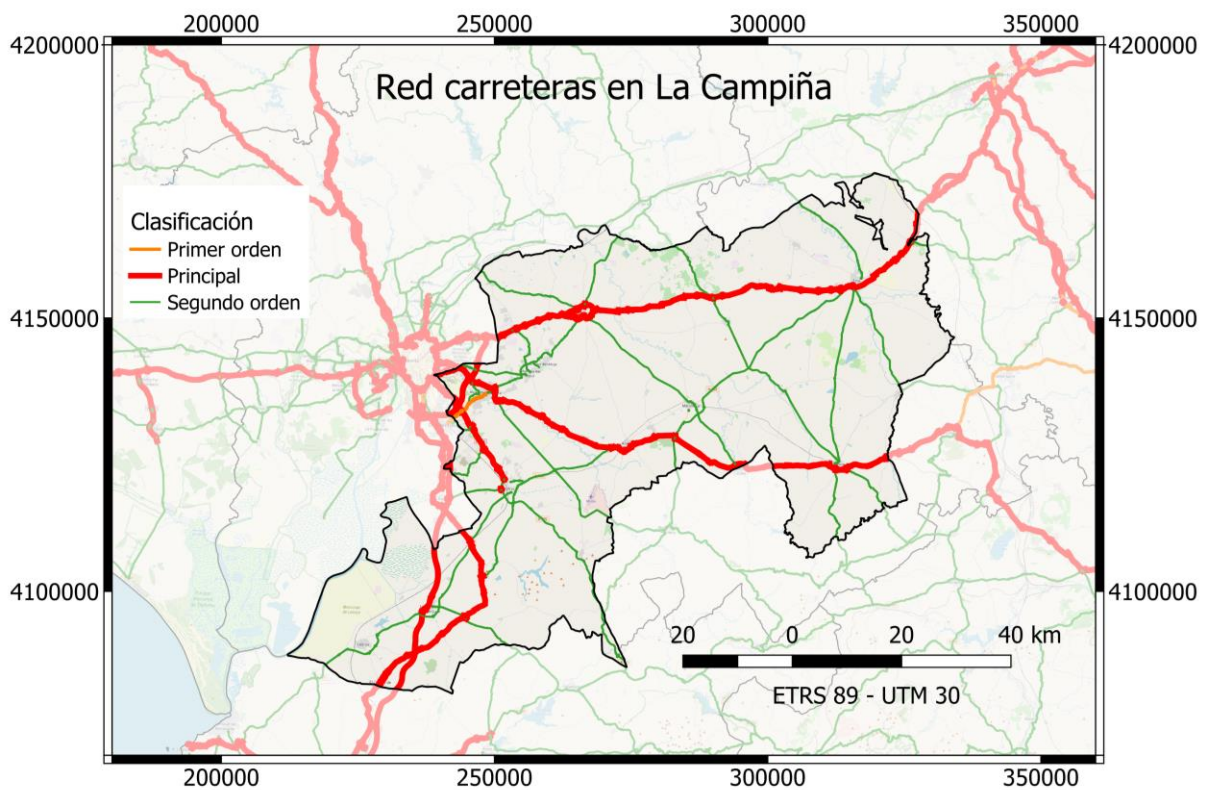 200000 250000 300000 350000
4200000 4200000
Red carreteras en La Campiña
Clasificación
Primer orden
Principal
Segundo orden
4150000 4150000
4100000 4100000
20 0 20 40 km
ETRS 89 - UTM 30
200000 250000 300000 350000